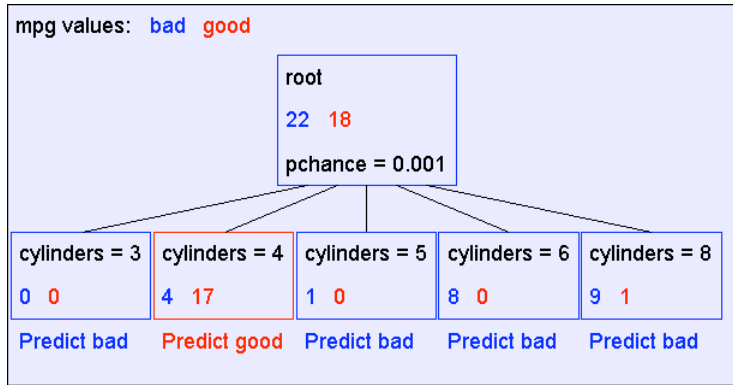 mpg values: bad good
root
22 18
pchance = 0.001
cylinders = 3
0 0
Predict bad
cylinders = 4
4 17
Predict good
cylinders = 5
1 0
Predict bad
cylinders = 6
8 0
Predict bad
cylinders = 8
9 1
Predict bad